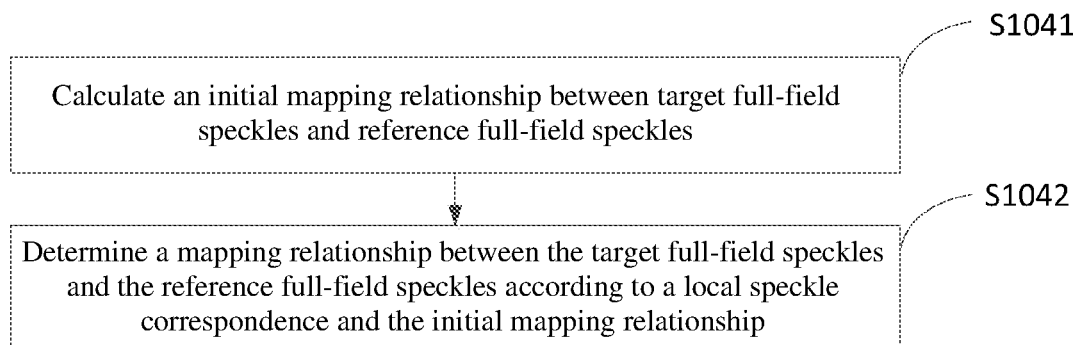 S1041
Calculate an initial mapping relationship between target full-field
speckles and reference full-field speckles
S1042
Determine a mapping relationship between the target full-field speckles
and the reference full-field speckles according to a local speckle
correspondence and the initial mapping relationship